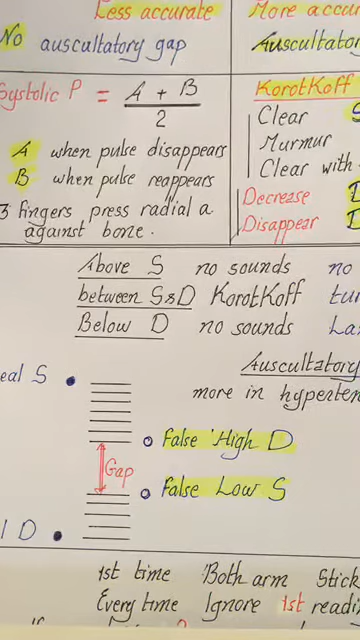 Less accurate
More accur
No auscultatory gap
Auscultator
Systolic P = A + B
2
KorotKoff
Clear
Murmur
Clear with
Decrease
Disappear
A when pulse disappears
B when pulse reappears
3 fingers press radial a
against bone.
Above S no sounds no
between S&D KorotKoff tur
Below D no sounds La
Auscultatory
more in hyperten
eal S
False High D
Gap
False Low S
l D
1st time Both arm Stick
Every time Ignore 1st readi